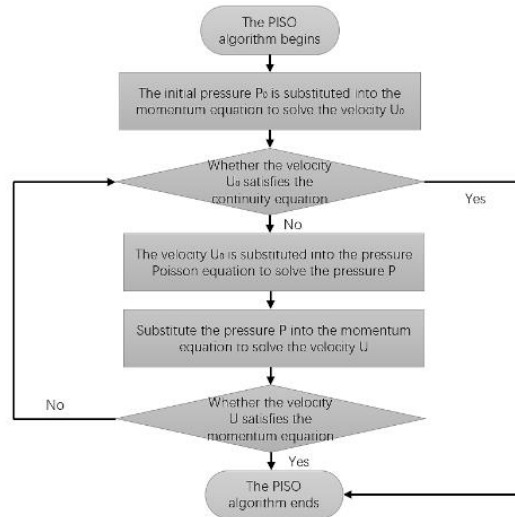 The PISO
algorithm begins
The initial pressure P₀ is substituted into the
momentum equation to solve the velocity U₀
Whether the velocity
U₀ satisfies the
continuity equation
Yes
No
The velocity U₀ is substituted into the pressure
Poisson equation to solve the pressure P
Substitute the pressure P into the momentum
equation to solve the velocity U
No
Whether the velocity
U satisfies the
momentum equation
Yes
The PISO
algorithm ends